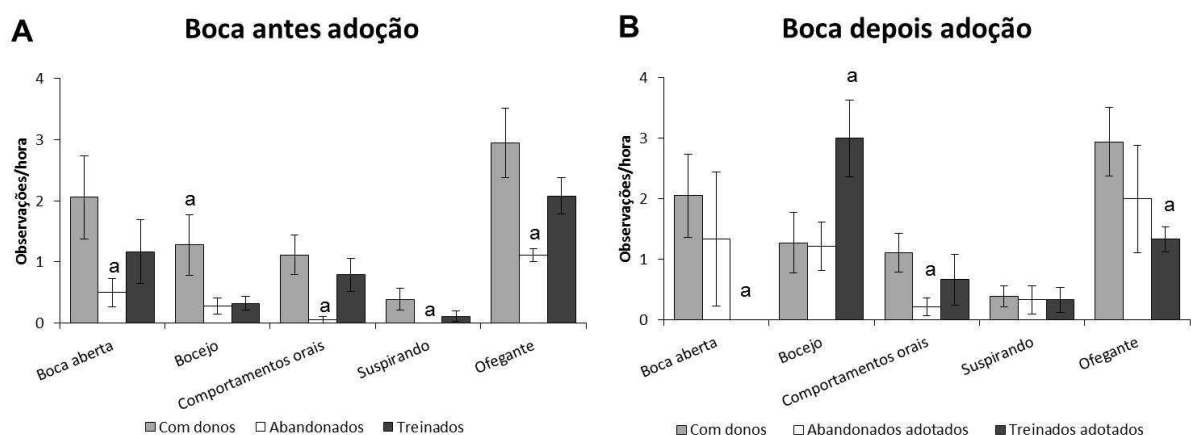 A
Boca antes adoção
Observações/hora
4
3
2
1
0
a
a
a
a
a
Boca aberta
Bocejo
Comportamentos orais
Suspirando
Ofegante
Com donos
Abandonados
Treinados
B
Boca depois adoção
Observações/hora
4
3
2
1
0
a
a
a
a
Boca aberta
Bocejo
Comportamentos orais
Suspirando
Ofegante
Com donos
Abandonados adotados
Treinados adotados